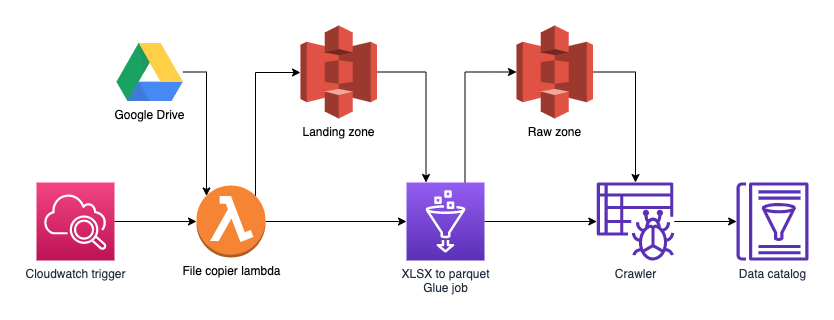 Google Drive
Landing zone
Raw zone
Cloudwatch trigger
File copier lambda
XLSX to parquet
Glue job
Crawler
Data catalog